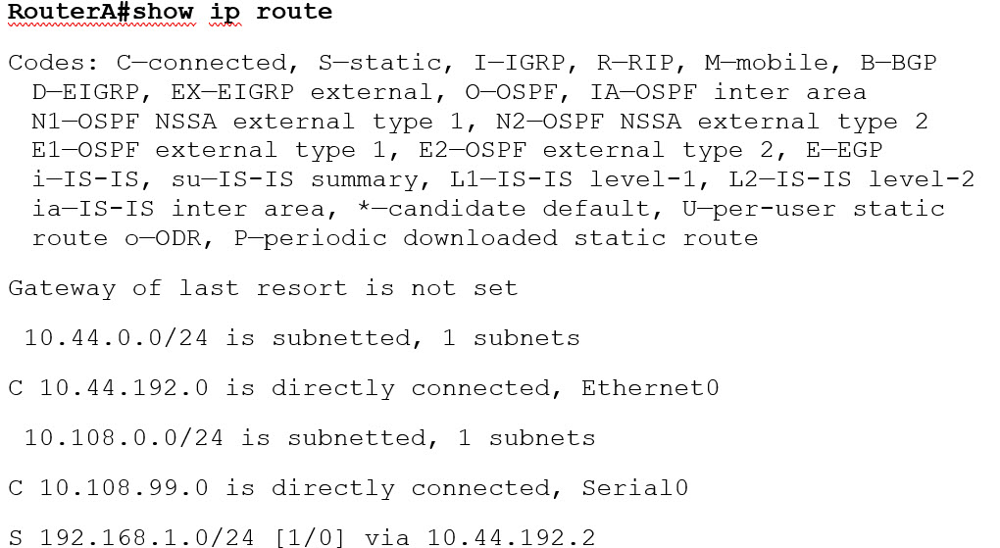 RouterA#show ip route
Codes: C—connected, S—static, I—IGRP, R—RIP, M—mobile, B—BGP
D—EIGRP, EX—EIGRP external, O—OSPF, IA—OSPF inter area
N1—OSPF NSSA external type 1, N2—OSPF NSSA external type 2
E1—OSPF external type 1, E2—OSPF external type 2, E—EGP
i—IS-IS, su—IS-IS summary, L1—IS-IS level-1, L2—IS-IS level-2
ia—IS-IS inter area, *—candidate default, U—per-user static
route o—ODR, P—periodic downloaded static route
Gateway of last resort is not set
10.44.0.0/24 is subnetted, 1 subnets
C 10.44.192.0 is directly connected, Ethernet0
10.108.0.0/24 is subnetted, 1 subnets
C 10.108.99.0 is directly connected, Serial0
S 192.168.1.0/24 [1/0] via 10.44.192.2